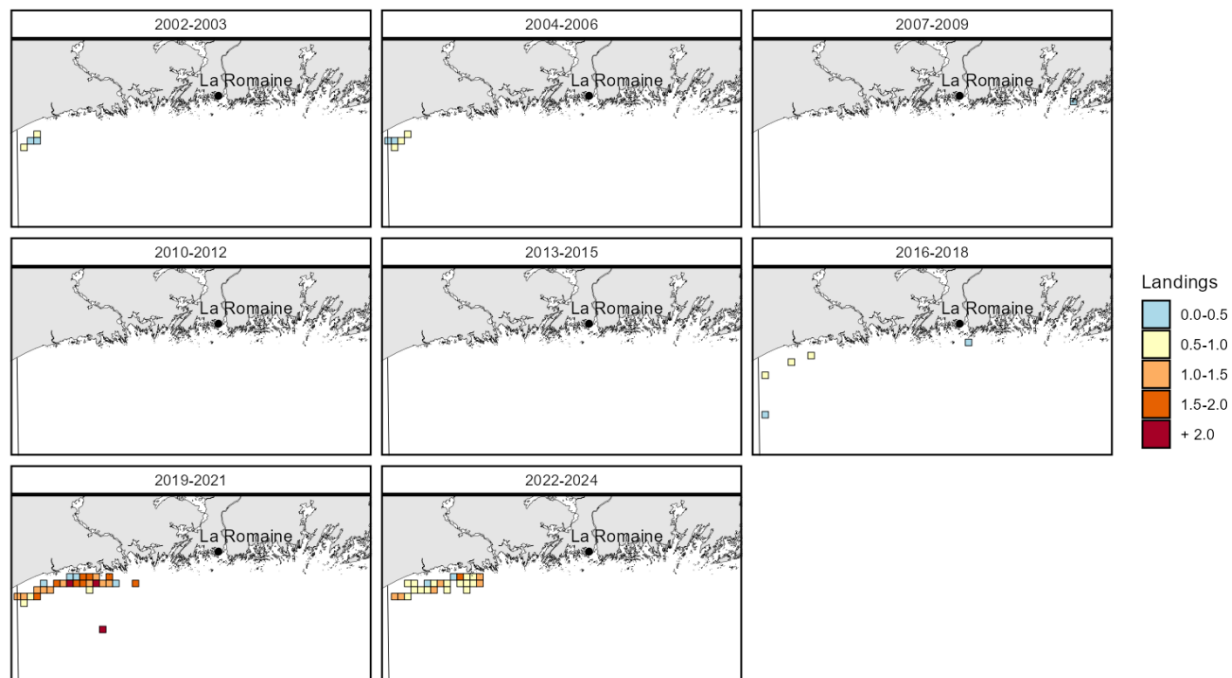 2002-2003
2004-2006
2007-2009
La Romaine
La Romaine
La Romaine
2010-2012
2013-2015
2016-2018
La Romaine
La Romaine
La Romaine
Landings
0.0-0.5
0.5-1.0
1.0-1.5
1.5-2.0
+ 2.0
2019-2021
2022-2024
La Romaine
La Romaine